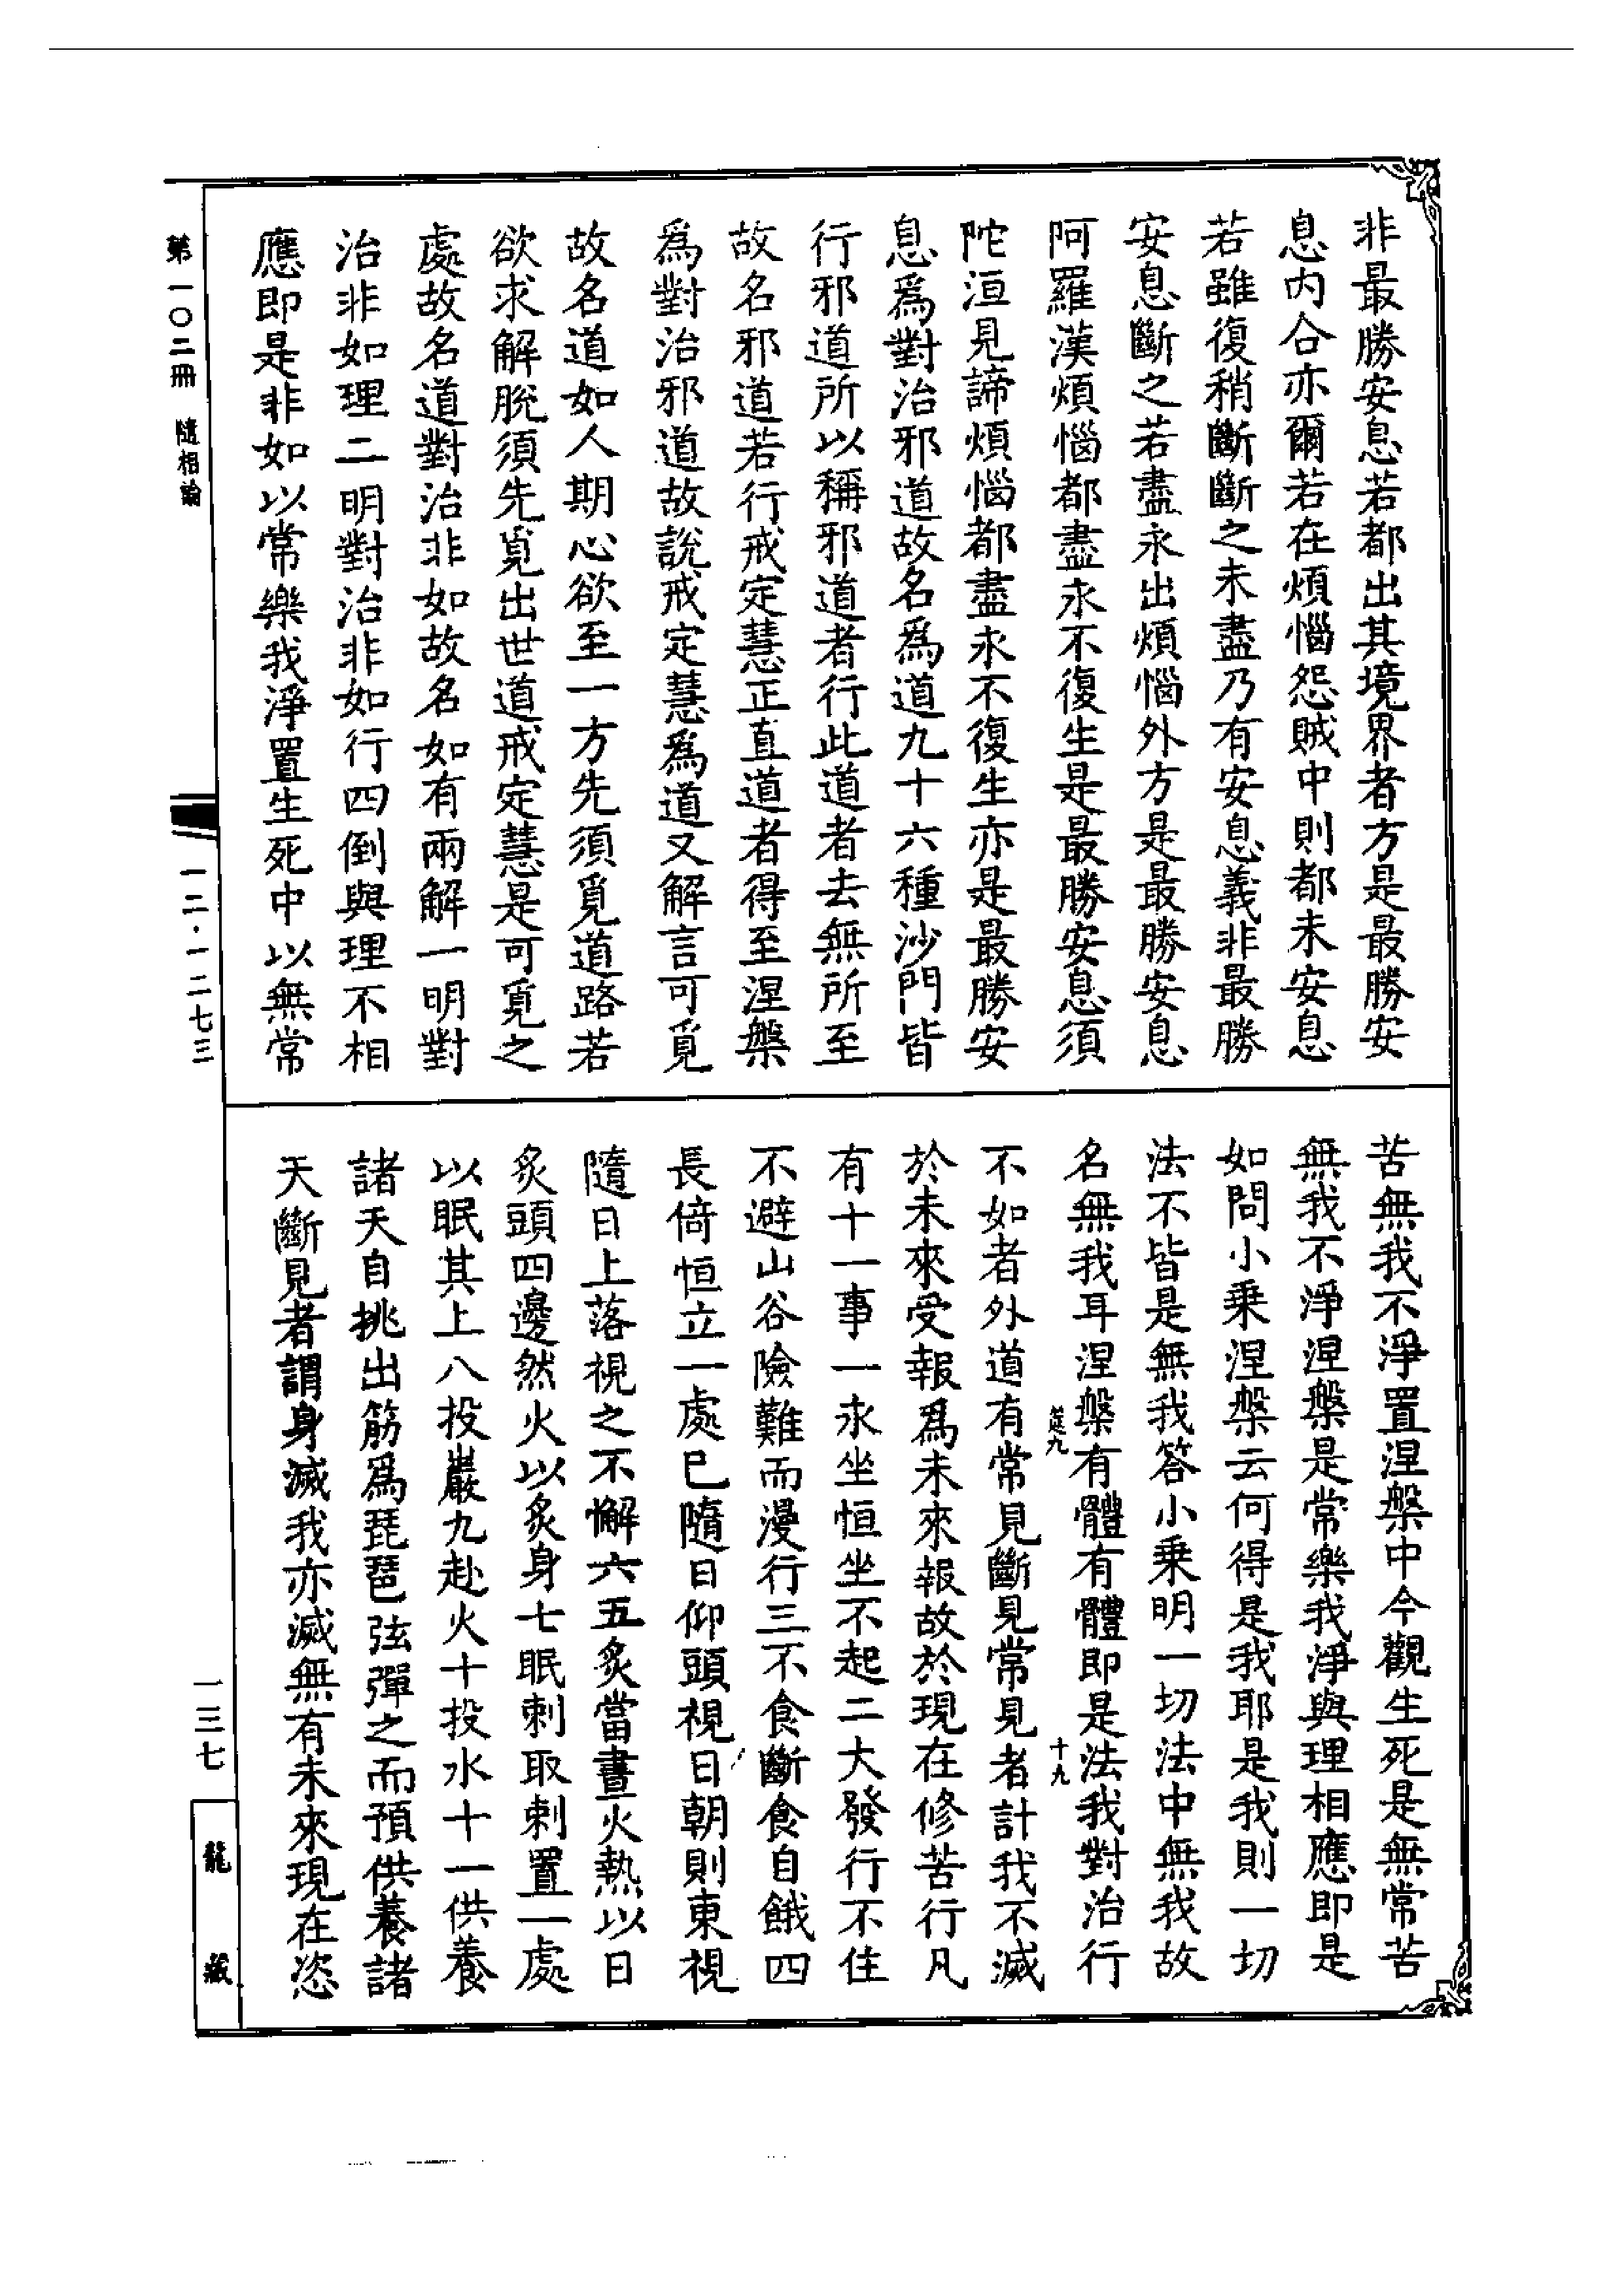 非最勝安息若都出其境界者方是最勝安
息内合亦爾若在煩惱怨賊中則都未安息
若雖復稍斷斷之未盡乃有安息義非最勝
安息斷之若盡永出煩惱外方是最勝安息
阿羅漢煩惱都盡永不復生是最勝安息須
陀洹見諦煩惱都盡永不復生亦是最勝安
息爲對治邪道故名爲道九十六種沙門皆
行邪道所以稱邪道者行此道者去無所至
故名邪道若行戒定慧正直道者得至涅槃
爲對治邪道故說戒定慧爲道又解言可覓
故名道如人期心欲至一方先須覓道路若
欲求解脫須先覓出世道戒定慧是可覓之
處故名道對治非如故名如有兩解一明對
治非如理二明對治非如行四倒與理不相
應即是非如以常樂我淨置生死中以無常
苦無我不淨置涅槃中今觀生死是無常苦
無我不淨涅槃是常樂我淨與理相應即是
如問小乘涅槃云何得是我耶是我則一切
法不皆是無我答小乘明一切法中無我故
名無我耳涅槃有體有體即是法我對治行
筵九
十九
不如者外道有常見斷見常見者計我不滅
於未來受報爲未來報故於現在修苦行凡
有十一事一永坐恒坐不起二大發行不住
不避山谷險難而漫行三不食斷食自餓四
長倚恒立一處巳隨日仰頭視日朝則東視
隨日上落視之不懈六五炙當晝火熱以日
炙頭四邊然火以炙身七眠刺取刺置一處
以眠其上八投巖九赴火十投水十一供養
諸天自挑出筋爲琵琶弦彈之而預供養諸
天斷見者謂身滅我亦滅無有未來現在恣
第一〇二冊 隨相論
一二·一二七三
一三七
龍藏